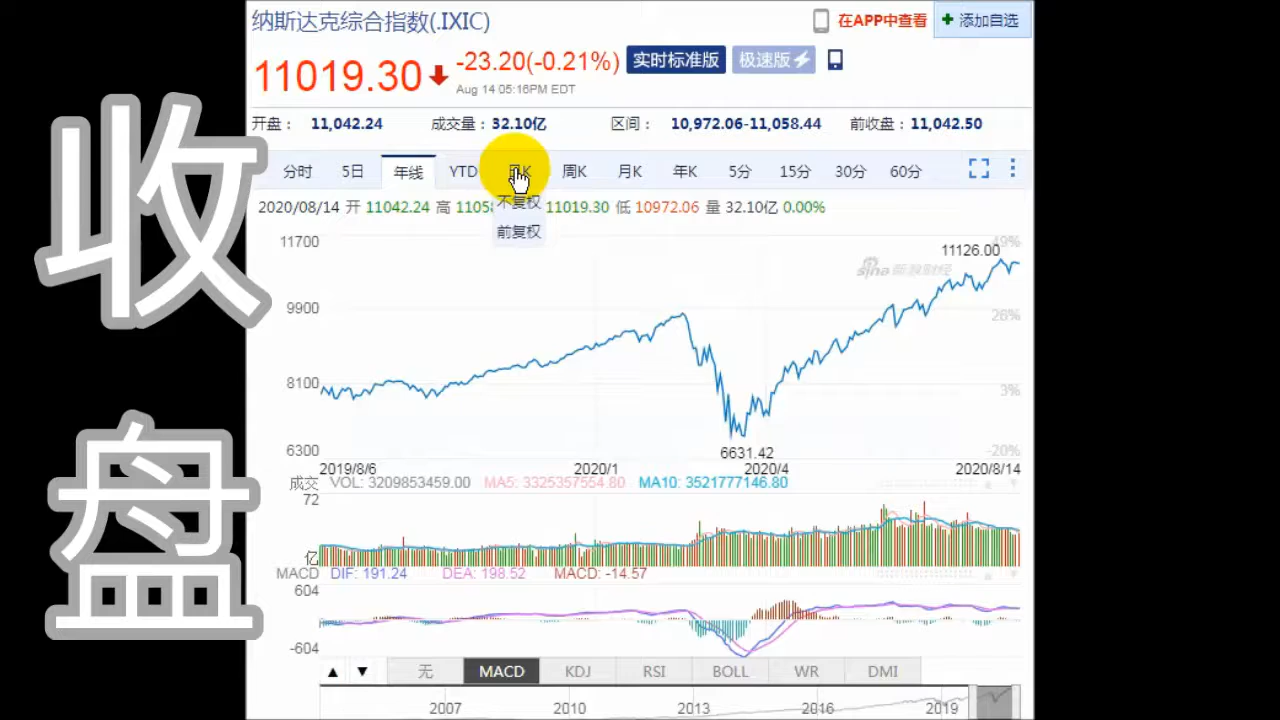 收
盘
纳斯达克综合指数(.IXIC)
在APP中查看
添加自选
11019.30
-23.20(-0.21%)
实时标准版
极速版
Aug 14 05:16PM EDT
开盘: 11,042.24 成交量: 32.10亿 区间: 10,972.06-11,058.44 前收盘: 11,042.50
分时 5日 年线 YTD 日K 周K 月K 年K 5分 15分 30分 60分
2020/08/14 开 11042.24 高 1105 11019.30 低 10972.06 量 32.10亿 0.00%
不复权
前复权
11700 49%
11126.00
sina 新浪财经
9900 26%
8100 3%
6300 -20%
6631.42
2019/8/6 2020/1 2020/4 2020/8/14
成交 VOL: 3209853459.00 MA5: 3325357554.80 MA10: 3521777146.80
72
亿
MACD DIF: 191.24 DEA: 198.52 MACD: -14.57
604
-604
▲ ▼ 无 MACD KDJ RSI BOLL WR DMI
2007 2010 2013 2016 2019